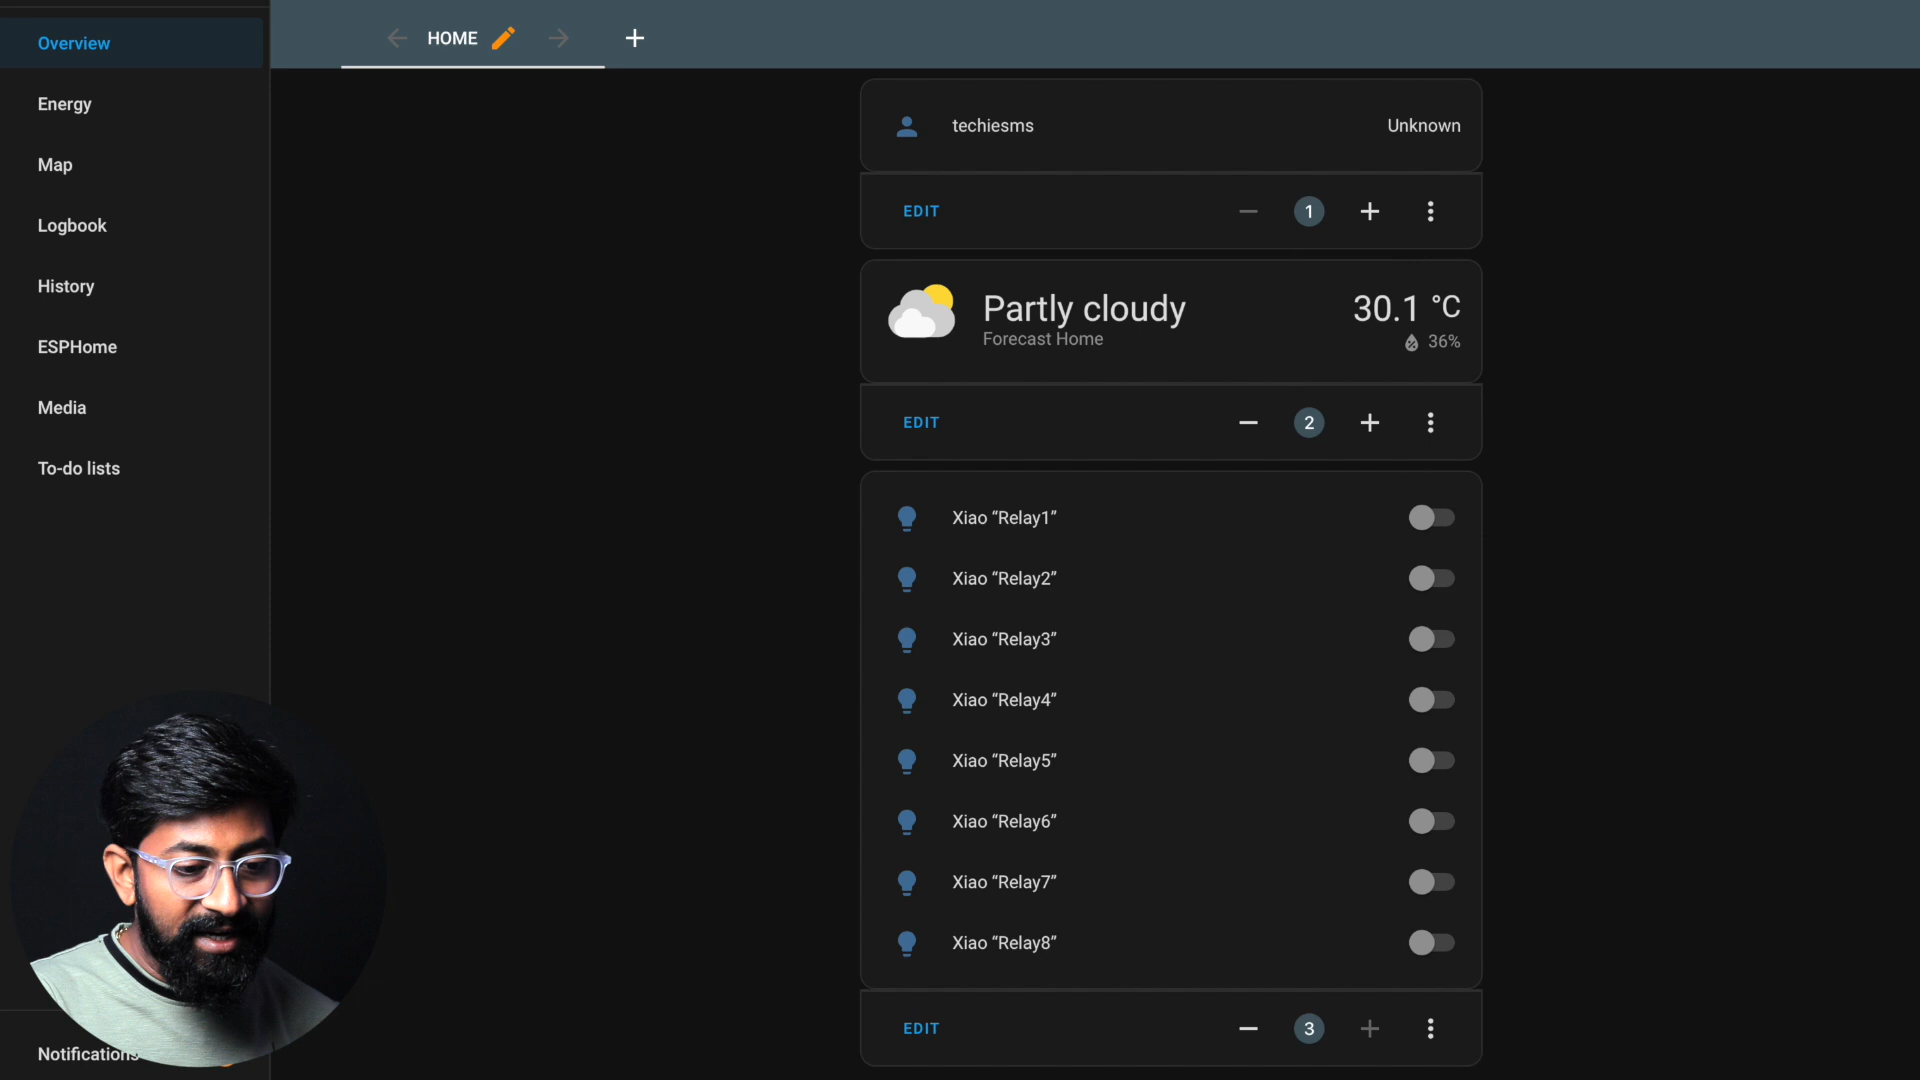 Overview
Energy
Map
Logbook
History
ESPHome
Media
To-do lists
Notifications
HOME
techiesms Unknown
EDIT 1
Partly cloudy 30.1 °C
Forecast Home 36%
EDIT 2
Xiao “Relay1”
Xiao “Relay2”
Xiao “Relay3”
Xiao “Relay4”
Xiao “Relay5”
Xiao “Relay6”
Xiao “Relay7”
Xiao “Relay8”
EDIT 3